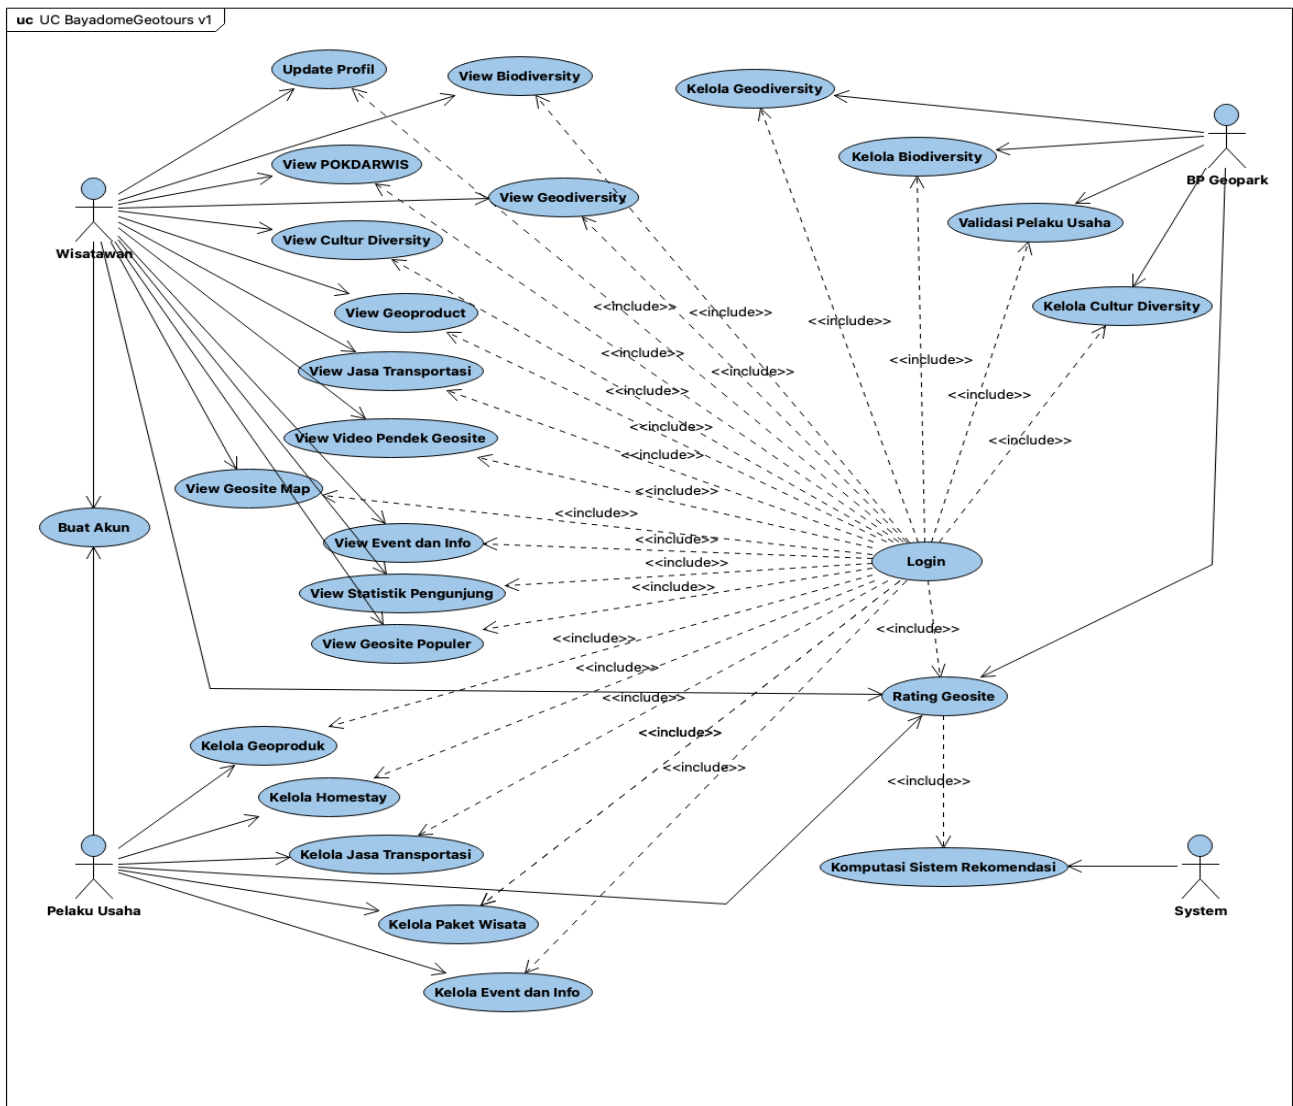 uc UC BayadomeGeotours v1
Update Profil
View Biodiversity
Kelola Geodiversity
Kelola Biodiversity
View POKDARWIS
BP Geopark
View Geodiversity
Validasi Pelaku Usaha
View Cultur Diversity
Wisatawan
Kelola Cultur Diversity
<<include>>
<<include>>
View Geoproduct
<<include>>
<<include>>
<<include>>
View Jasa Transportasi
<<include>>
<<include>>
<<include>>
<<include>>
View Video Pendek Geosite
<<include>>
<<include>>
View Geosite Map
<<include>>
<<include>>
Buat Akun
View Event dan Info
<<include>>
Login
<<include>>
View Statistik Pengunjung
<<include>>
<<include>>
View Geosite Populer
<<include>>
<<include>>
Rating Geosite
<<include>>
<<include>>
Kelola Geoproduk
<<include>>
<<include>>
Kelola Homestay
Kelola Jasa Transportasi
Komputasi Sistem Rekomendasi
Pelaku Usaha
System
Kelola Paket Wisata
Kelola Event dan Info